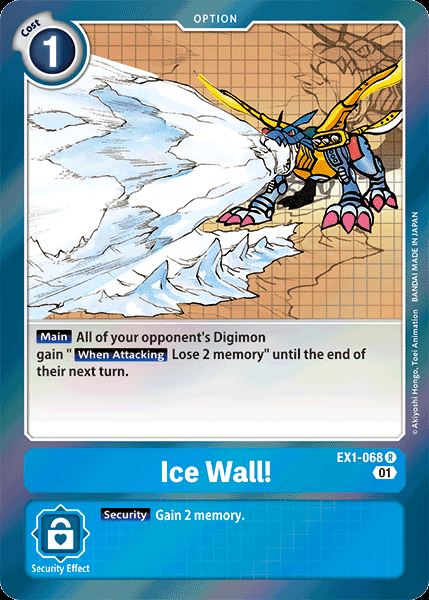 OPTION
Cost
1
Main All of your opponent's Digimon
gain " When Attacking Lose 2 memory" until the end of
their next turn.
©Akiyoshi Hongo, Toei Animation BANDAI MADE IN JAPAN
EX1-068 R
01
Ice Wall!
Security Gain 2 memory.
Security Effect